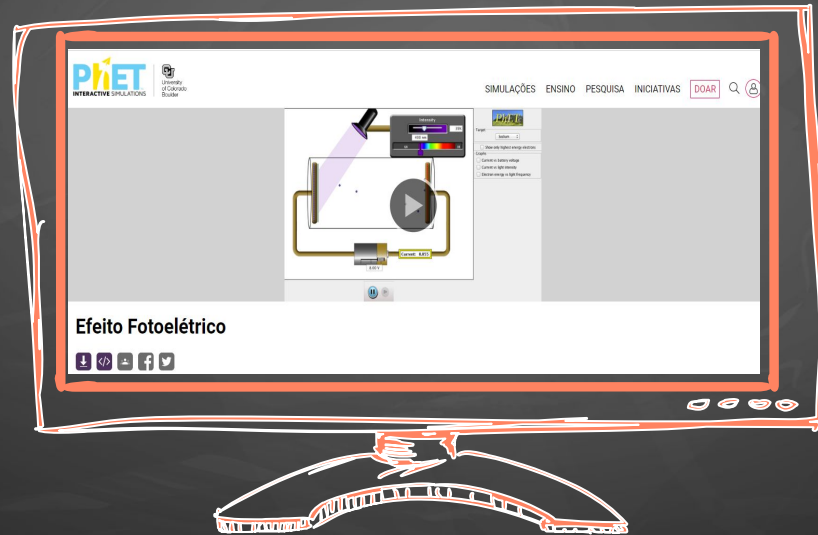 PhET
INTERACTIVE SIMULATIONS
University
of Colorado
Boulder
SIMULAÇÕES ENSINO PESQUISA INICIATIVAS DOAR
Intensity
Target
Show only highest energy electrons
Graphs
Current vs battery voltage
Current vs light intensity
Electron energy vs light frequency
Current: 0.055
0.00 V
Efeito Fotoelétrico